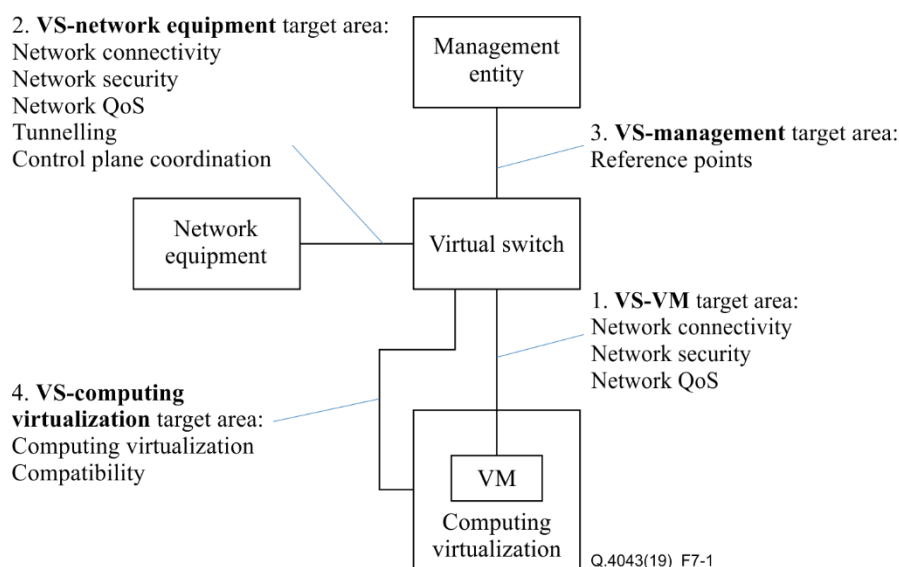 2. VS-network equipment target area:
Network connectivity
Network security
Network QoS
Tunnelling
Control plane coordination
Management
entity
3. VS-management target area:
Reference points
Network
equipment
Virtual switch
1. VS-VM target area:
Network connectivity
Network security
Network QoS
4. VS-computing
virtualization target area:
Computing virtualization
Compatibility
VM
Computing
virtualization
Q.4043(19)_F7-1